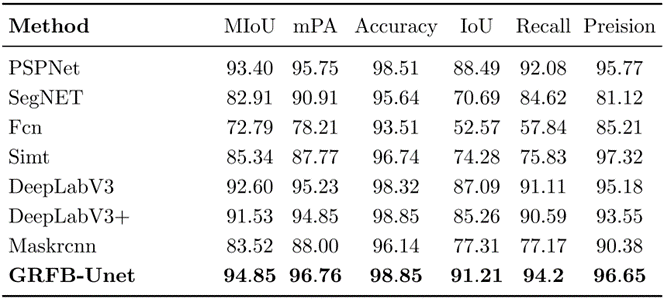 Method MIoU mPA Accuracy IoU Recall Preision
PSPNet 93.40 95.75 98.51 88.49 92.08 95.77
SegNET 82.91 90.91 95.64 70.69 84.62 81.12
Fcn 72.79 78.21 93.51 52.57 57.84 85.21
Simt 85.34 87.77 96.74 74.28 75.83 97.32
DeepLabV3 92.60 95.23 98.32 87.09 91.11 95.18
DeepLabV3+ 91.53 94.85 98.85 85.26 90.59 93.55
Maskrcnn 83.52 88.00 96.14 77.31 77.17 90.38
GRFB-Unet 94.85 96.76 98.85 91.21 94.2 96.65